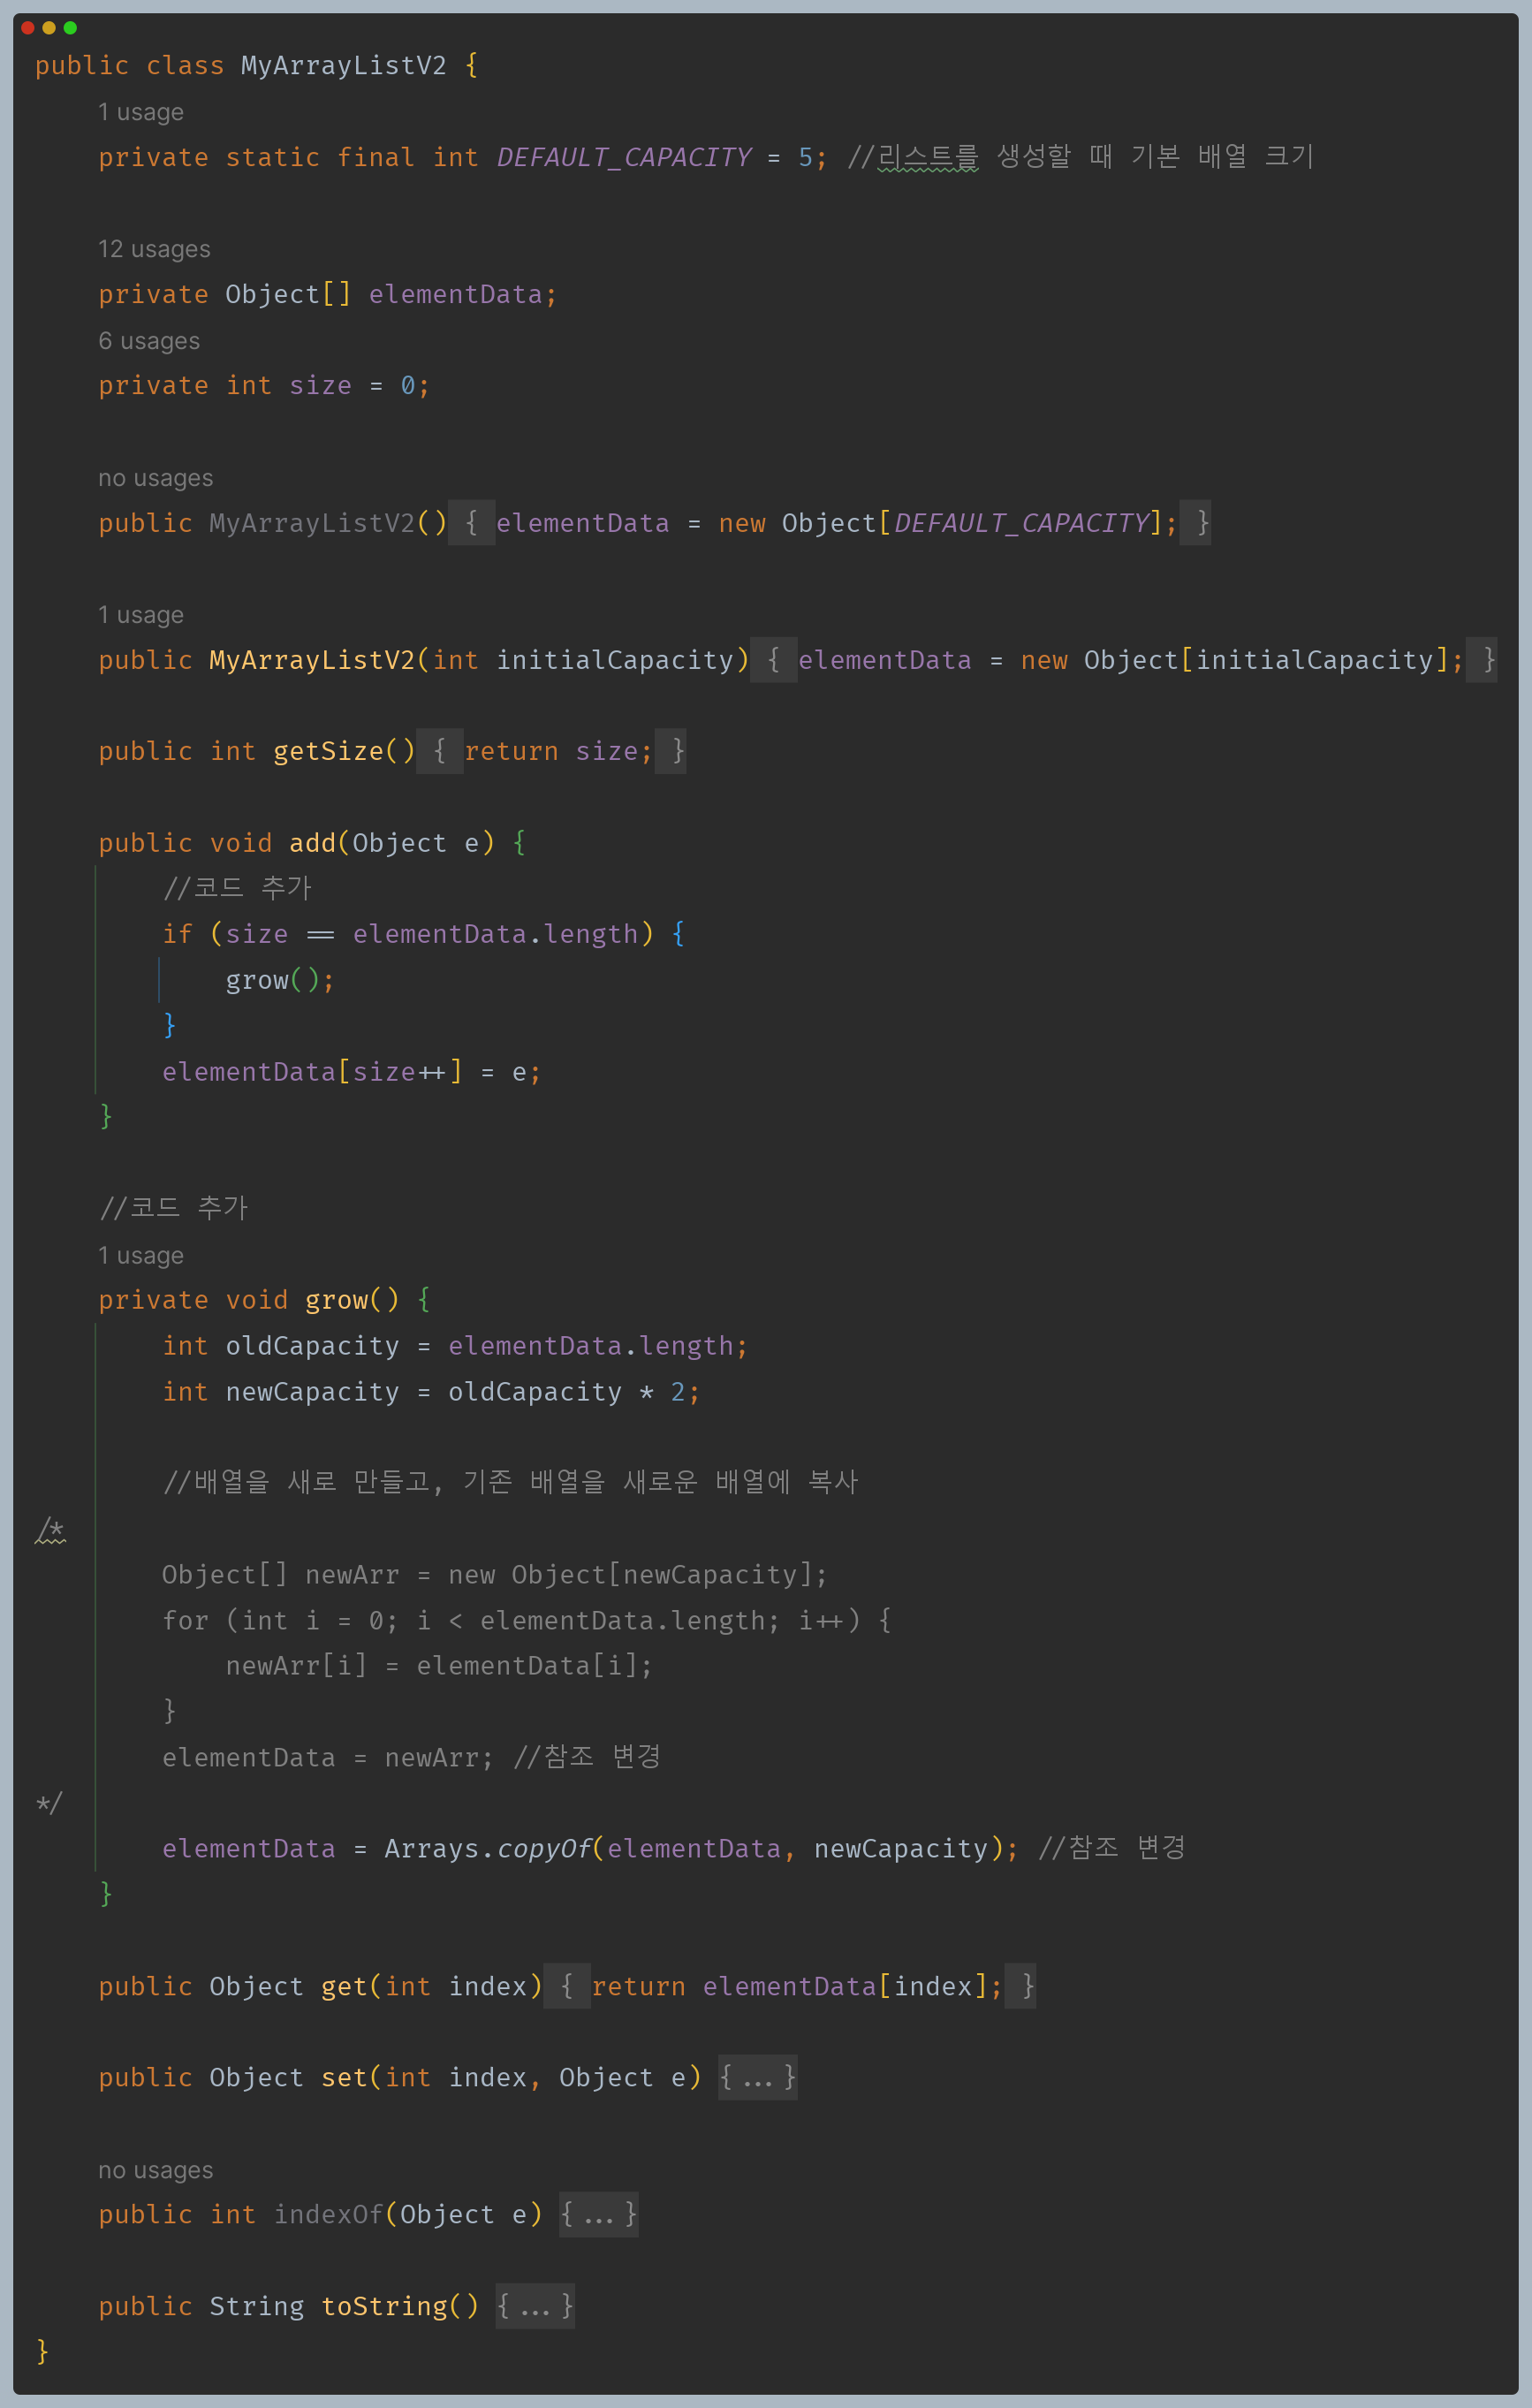 public class MyArrayListV2 {
1 usage
private static final int DEFAULT_CAPACITY = 5; //리스트를 생성할 때 기본 배열 크기
12 usages
private Object[] elementData;
6 usages
private int size = 0;
no usages
public MyArrayListV2() { elementData = new Object[DEFAULT_CAPACITY]; }
1 usage
public MyArrayListV2(int initialCapacity) { elementData = new Object[initialCapacity]; }
public int getSize() { return size; }
public void add(Object e) {
//코드 추가
if (size == elementData.length) {
grow();
}
elementData[size++] = e;
}
//코드 추가
1 usage
private void grow() {
int oldCapacity = elementData.length;
int newCapacity = oldCapacity * 2;
//배열을 새로 만들고, 기존 배열을 새로운 배열에 복사
/*
Object[] newArr = new Object[newCapacity];
for (int i = 0; i < elementData.length; i++) {
newArr[i] = elementData[i];
}
elementData = newArr; //참조 변경
*/
elementData = Arrays.copyOf(elementData, newCapacity); //참조 변경
}
public Object get(int index) { return elementData[index]; }
public Object set(int index, Object e) {...}
no usages
public int indexOf(Object e) {...}
public String toString() {...}
}